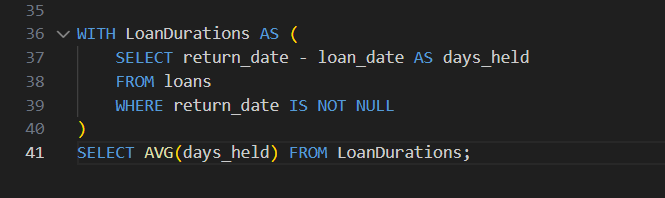 35
36 WITH LoanDurations AS (
37     SELECT return_date - loan_date AS days_held
38     FROM loans
39     WHERE return_date IS NOT NULL
40 )
41 SELECT AVG(days_held) FROM LoanDurations;